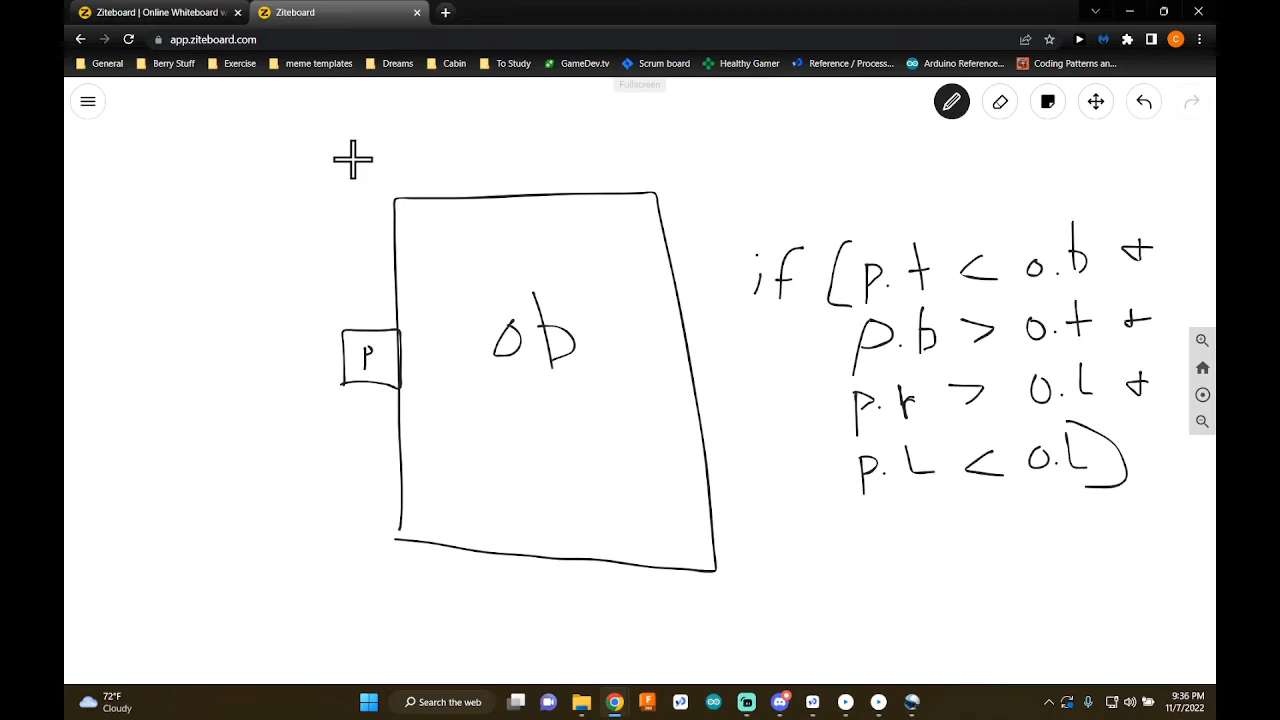 Ziteboard | Online Whiteboard w
Ziteboard
app.ziteboard.com
General
Berry Stuff
Exercise
meme templates
Dreams
Cabin
To Study
GameDev.tv
Scrum board
Healthy Gamer
Reference / Process...
Arduino Reference...
Coding Patterns an...
Fullscreen
ob
P
if (p.t < o.b +
p.b > o.t +
p.r > o.L +
p.L < o.L)
72°F
Cloudy
Search the web
9:36 PM
11/7/2022